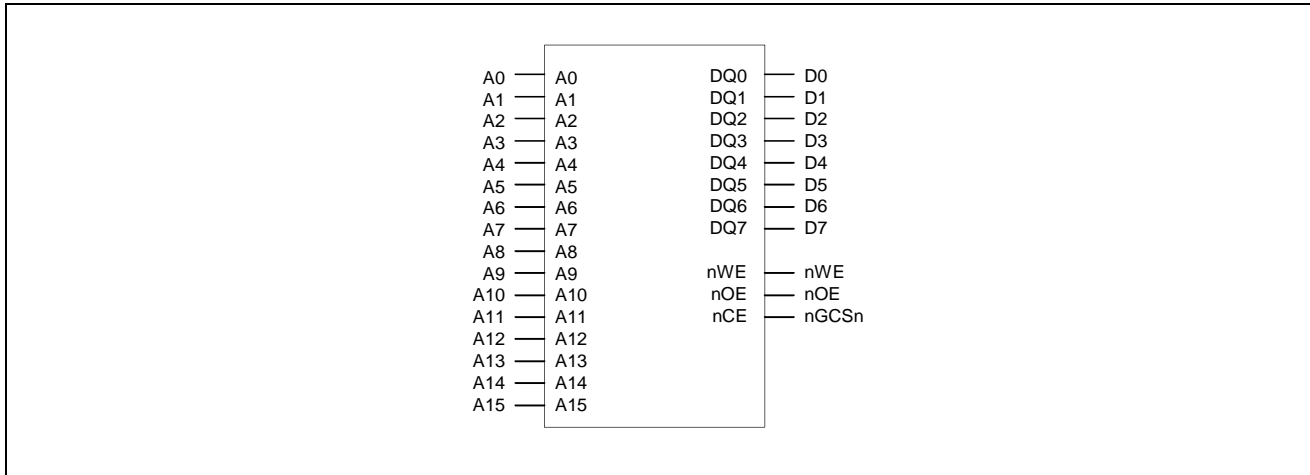 A0 A0 DQ0 D0
A1 A1 DQ1 D1
A2 A2 DQ2 D2
A3 A3 DQ3 D3
A4 A4 DQ4 D4
A5 A5 DQ5 D5
A6 A6 DQ6 D6
A7 A7 DQ7 D7
A8 A8
A9 A9 nWE nWE
A10 A10 nOE nOE
A11 A11 nCE nGCSn
A12 A12
A13 A13
A14 A14
A15 A15